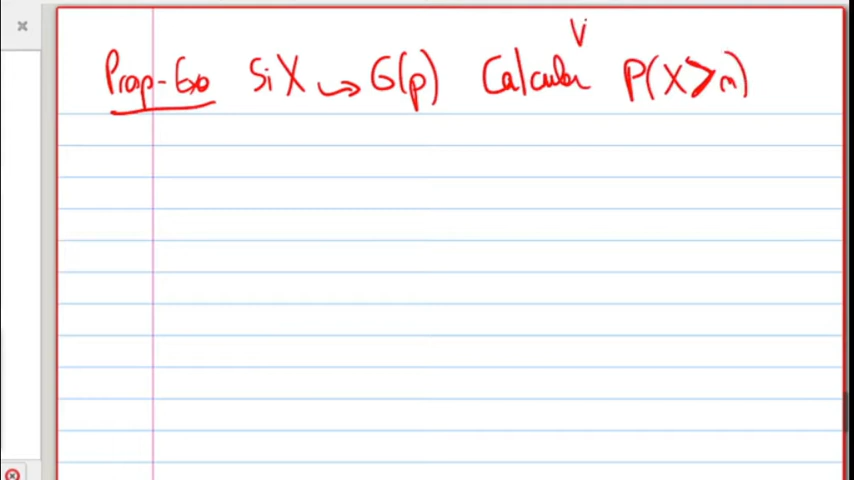 Prop-Exo Si X ↪ G(p) Calculer P(X>n)